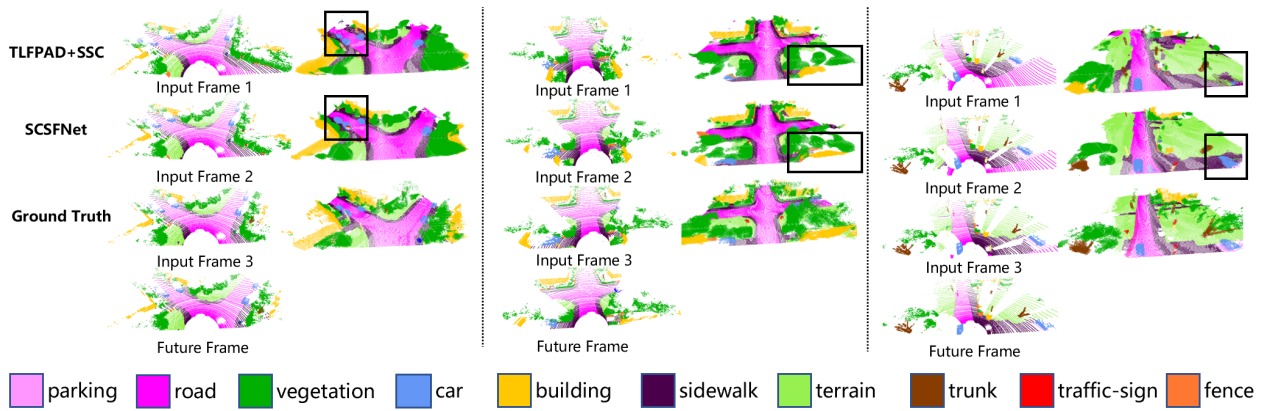 TLFPAD+SSC
SCSFNet
Ground Truth
Input Frame 1
Input Frame 2
Input Frame 3
Future Frame
Input Frame 1
Input Frame 2
Input Frame 3
Future Frame
Input Frame 1
Input Frame 2
Input Frame 3
Future Frame
parking road vegetation car building sidewalk terrain trunk traffic-sign fence